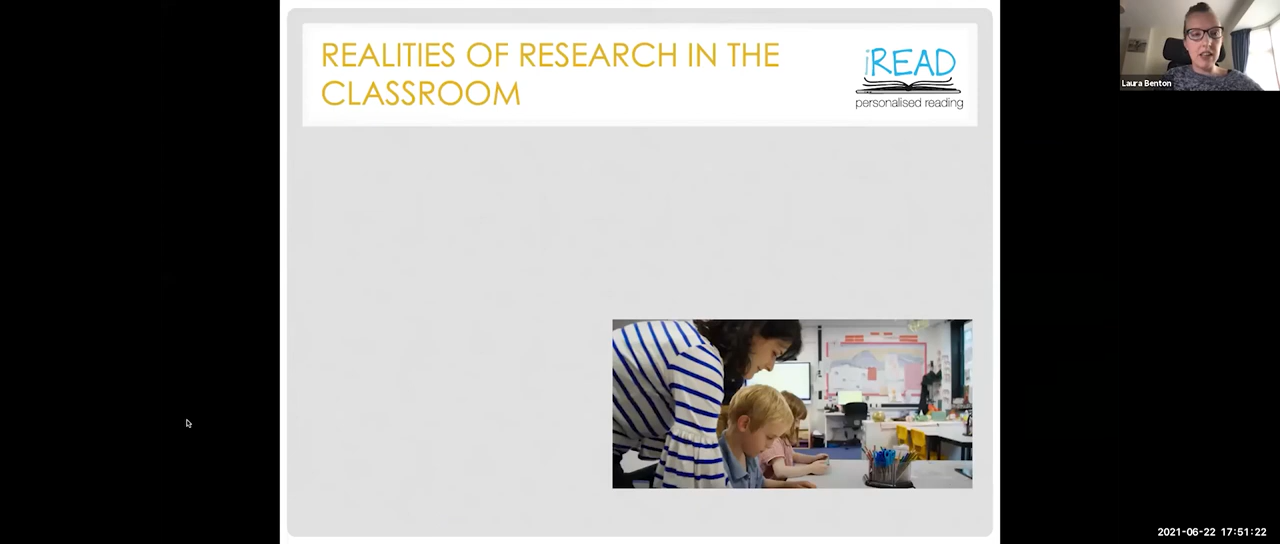 REALITIES OF RESEARCH IN THE
CLASSROOM
iREAD
personalised reading
Laura Benton
2021-06-22 17:51:22